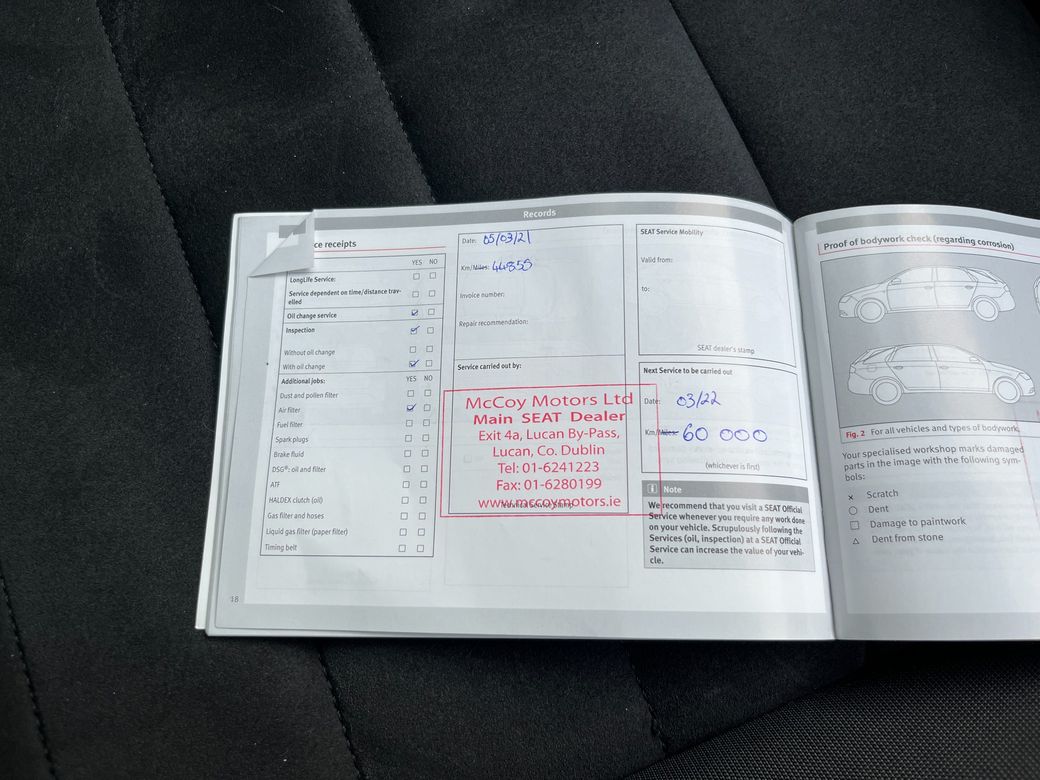 Records
ce receipts
YES NO
LongLife Service:
Service dependent on time/distance trav-
elled
Oil change service
Inspection
Without oil change
With oil change
Additional jobs: YES NO
Dust and pollen filter
Air filter
Fuel filter
Spark plugs
Brake fluid
DSG®: oil and filter
ATF
HALDEX clutch (oil)
Gas filter and hoses
Liquid gas filter (paper filter)
Timing belt
18
Date: 05/03/21
Km/Miles: 44855
Invoice number:
Repair recommendation:
Service carried out by:
McCoy Motors Ltd
Main SEAT Dealer
Exit 4a, Lucan By-Pass,
Lucan, Co. Dublin
Tel: 01-6241223
Fax: 01-6280199
www.mccoymotors.ie
SEAT Service Mobility
Valid from:
to:
SEAT dealer's stamp
Next Service to be carried out
Date: 03/22
Km/Miles: 60 000
(whichever is first)
i Note
We recommend that you visit a SEAT Official
Service whenever you require any work done
on your vehicle. Scrupulously following the
Services (oil, inspection) at a SEAT Official
Service can increase the value of your vehi-
cle.
Proof of bodywork check (regarding corrosion)
Fig. 2 For all vehicles and types of bodywork
Your specialised workshop marks damaged
parts in the image with the following sym-
bols:
× Scratch
○ Dent
□ Damage to paintwork
△ Dent from stone